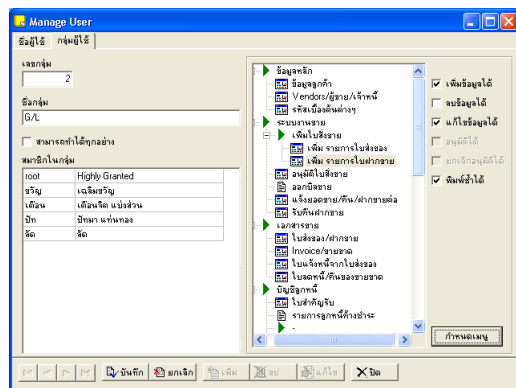 Manage User
ชื่อผู้ใช้ กลุ่มผู้ใช้
เลขกลุ่ม
2
ชื่อกลุ่ม
G/L
สามารถทำได้ทุกอย่าง
สมาชิกในกลุ่ม
root Highly Granted
ขวัญ เฉลิมขวัญ
เดือน เดือนจิต แบ่งส่วน
ปัท ปัทมา แท่นทอง
ข้อมูลหลัก
ข้อมูลลูกค้า
Vendors/ผู้ขาย/เจ้าหนี้
รหัสเบื้องต้นต่างๆ
ระบบงานขาย
เพิ่มใบสั่งขาย
เพิ่ม รายการใบส่งของ
เพิ่ม รายการใบฝากขาย
อนุมัติใบสั่งขาย
ออกบิลขาย
แจ้งยอดขาย/คืน/ฝากขายต่อ
รับคืนฝากขาย
เอกสารขาย
ใบส่งของ/ฝากขาย
Invoice/ขายขาด
ใบแจ้งหนี้จากใบส่งของ
ใบลดหนี้/คืนของขายขาด
บัญชีลูกหนี้
ใบสำคัญรับ
รายการลูกหนี้ค้างชำระ
เพิ่มข้อมูลได้
ลบข้อมูลได้
แก้ไขข้อมูลได้
อนุมัติได้
ยกเลิกอนุมัติได้
พิมพ์ซ้ำได้
กำหนดเมนู
บันทึก ยกเลิก เพิ่ม ลบ แก้ไข ปิด